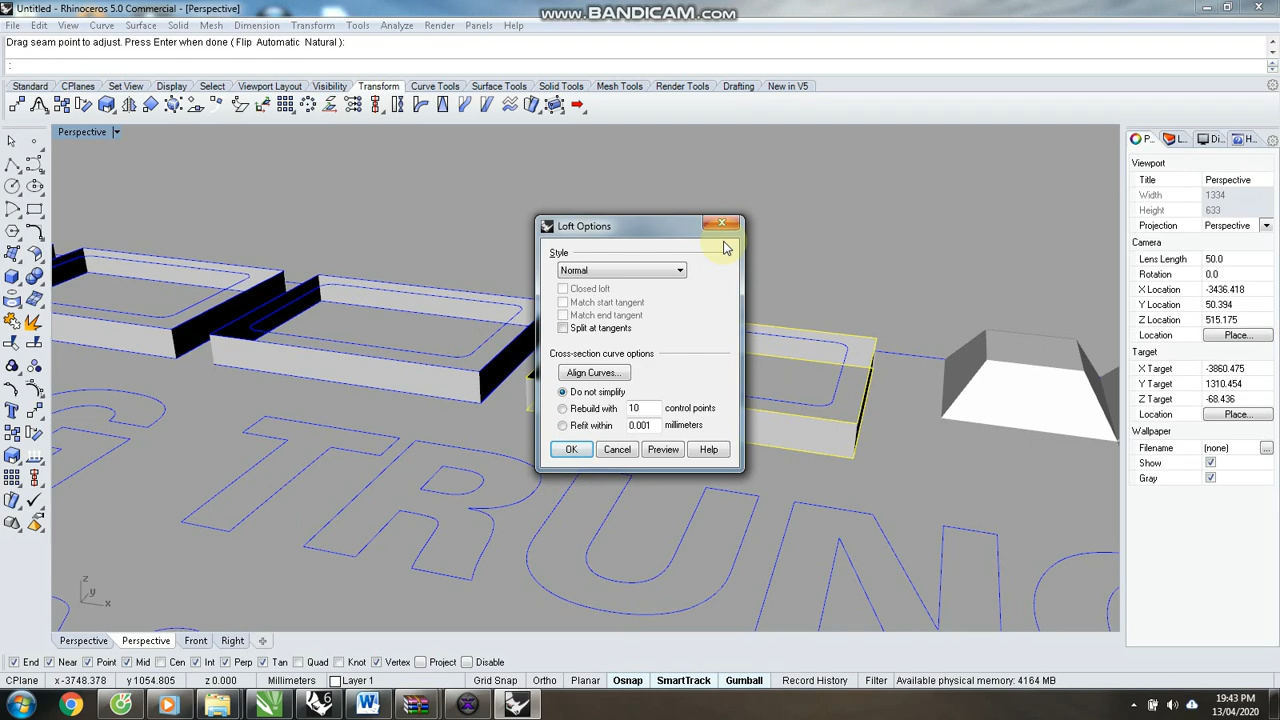 Untitled - Rhinoceros 5.0 Commercial - [Perspective]
www.BANDICAM.com
File Edit View Curve Surface Solid Mesh Dimension Transform Tools Analyze Render Panels Help
Drag seam point to adjust. Press Enter when done ( Flip Automatic Natural ):
:
Standard CPlanes Set View Display Select Viewport Layout Visibility Transform Curve Tools Surface Tools Solid Tools Mesh Tools Render Tools Drafting New in V5
Perspective
P... L... Di... H...
Viewport
Title Perspective
Width 1334
Height 633
Projection Perspective
Camera
Lens Length 50.0
Rotation 0.0
X Location -3436.418
Y Location 50.394
Z Location 515.175
Location Place...
Target
X Target -3860.475
Y Target 1310.454
Z Target -68.436
Location Place...
Wallpaper
Filename (none) ...
Show
Gray
Loft Options
Style
Normal
Closed loft
Match start tangent
Match end tangent
Split at tangents
Cross-section curve options
Align Curves...
Do not simplify
Rebuild with 10 control points
Refit within 0.001 millimeters
OK Cancel Preview Help
G TRUNG
z
y
x
Perspective Perspective Front Right
End Near Point Mid Cen Int Perp Tan Quad Knot Vertex Project Disable
CPlane x -3748.378 y 1054.805 z 0.000 Millimeters Layer 1 Grid Snap Ortho Planar Osnap SmartTrack Gumball Record History Filter Available physical memory: 4164 MB
6
W
19:43 PM
13/04/2020